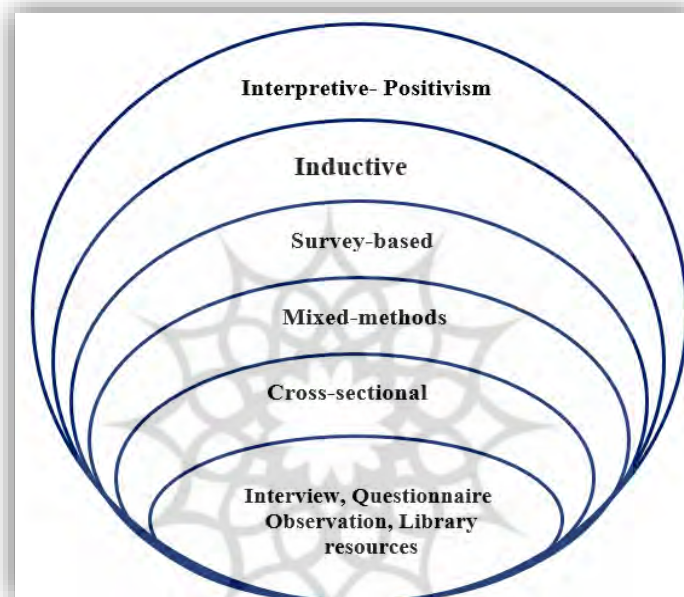 Interpretive- Positivism
Inductive
Survey-based
Mixed-methods
Cross-sectional
Interview, Questionnaire
Observation, Library
resources